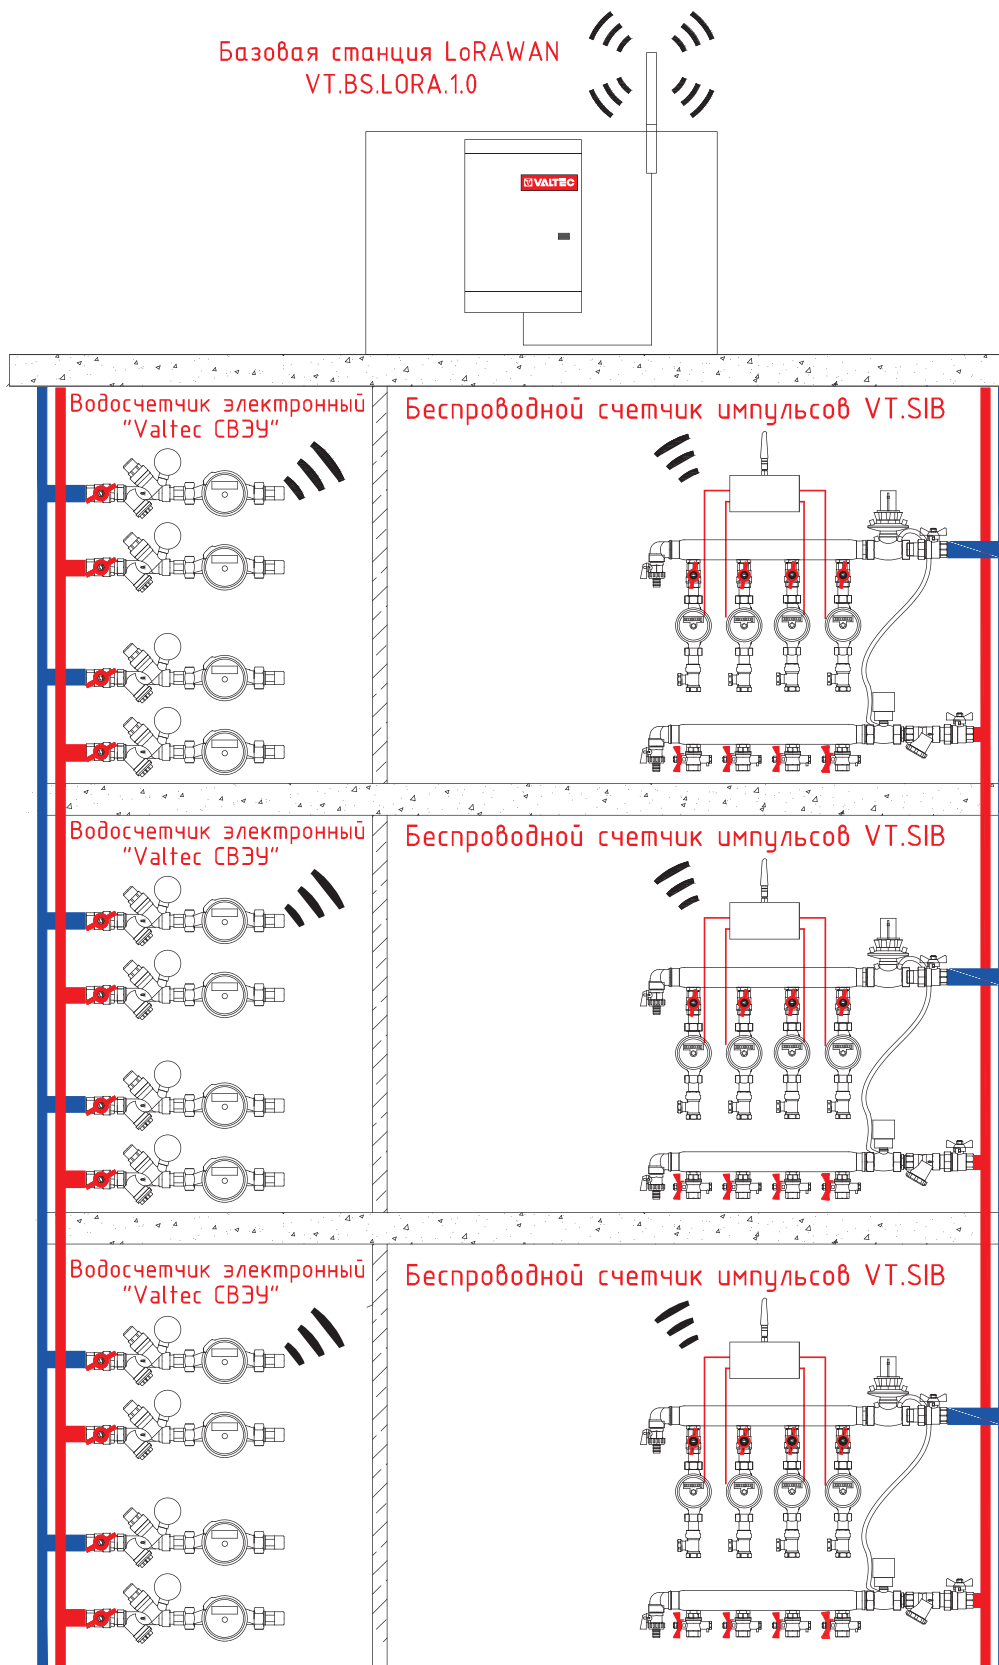 Базовая станция LoRAWAN
VT.BS.LORA.1.0
VALTEC
Водосчетчик электронный
"Valtec СВЭУ"
Беспроводной счетчик импульсов VT.SIB
Водосчетчик электронный
"Valtec СВЭУ"
Беспроводной счетчик импульсов VT.SIB
Водосчетчик электронный
"Valtec СВЭУ"
Беспроводной счетчик импульсов VT.SIB